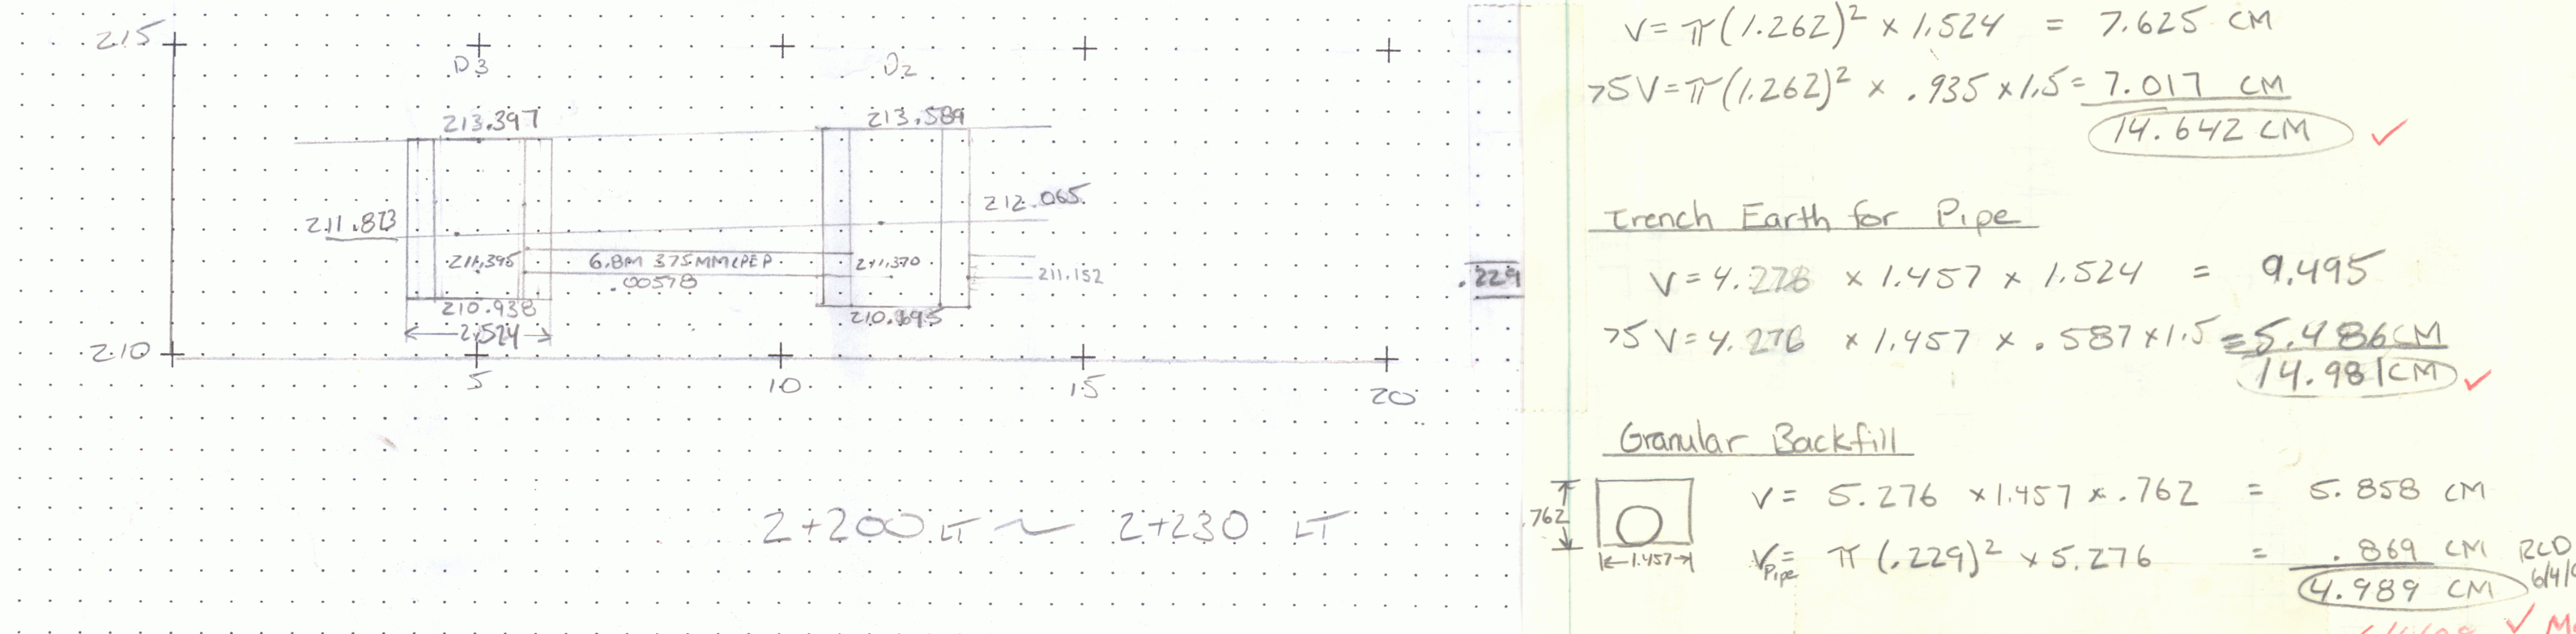 215
D3
D2
213.397
213.589
212.065
211.873
211.395
6.8M 375MM CPEP
211.370
.00578
211.152
.229
210.938
2.524
210
5
10
15
20
2+200 LT ~ 2+230 LT
V = π(1.262)² × 1.524 = 7.625 CM
>5 V = π(1.262)² × .935 × 1.5 = 7.017 CM
14.642 CM ✓
Trench Earth for Pipe
V = 4.276 × 1.457 × 1.524 = 9.495
>5 V = 4.276 × 1.457 × .587 × 1.5 = 5.486 CM
14.981 CM ✓
Granular Backfill
.762
1.457
V = 5.276 × 1.457 × .762 = 5.858 CM
V Pipe = π (.229)² × 5.276 = .869 CM
RCD
4.989 CM ✓